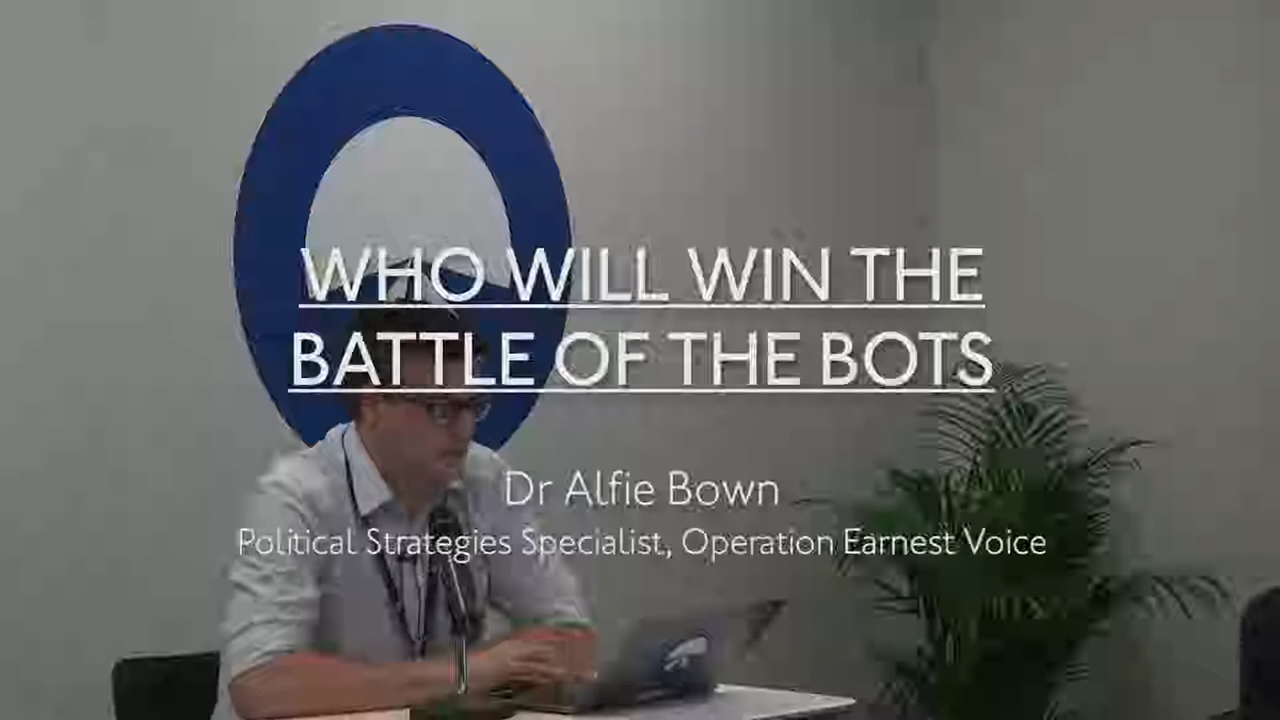 WHO WILL WIN THE
BATTLE OF THE BOTS
Dr Alfie Bown
Political Strategies Specialist, Operation Earnest Voice